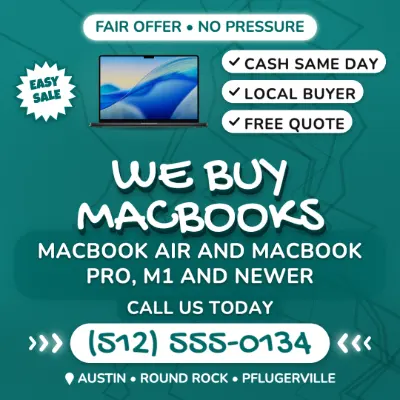 FAIR OFFER • NO PRESSURE
EASY
SALE
✓ CASH SAME DAY
✓ LOCAL BUYER
✓ FREE QUOTE
WE BUY
MACBOOKS
MACBOOK AIR AND MACBOOK
PRO, M1 AND NEWER
CALL US TODAY
(512) 555-0134
AUSTIN • ROUND ROCK • PFLUGERVILLE